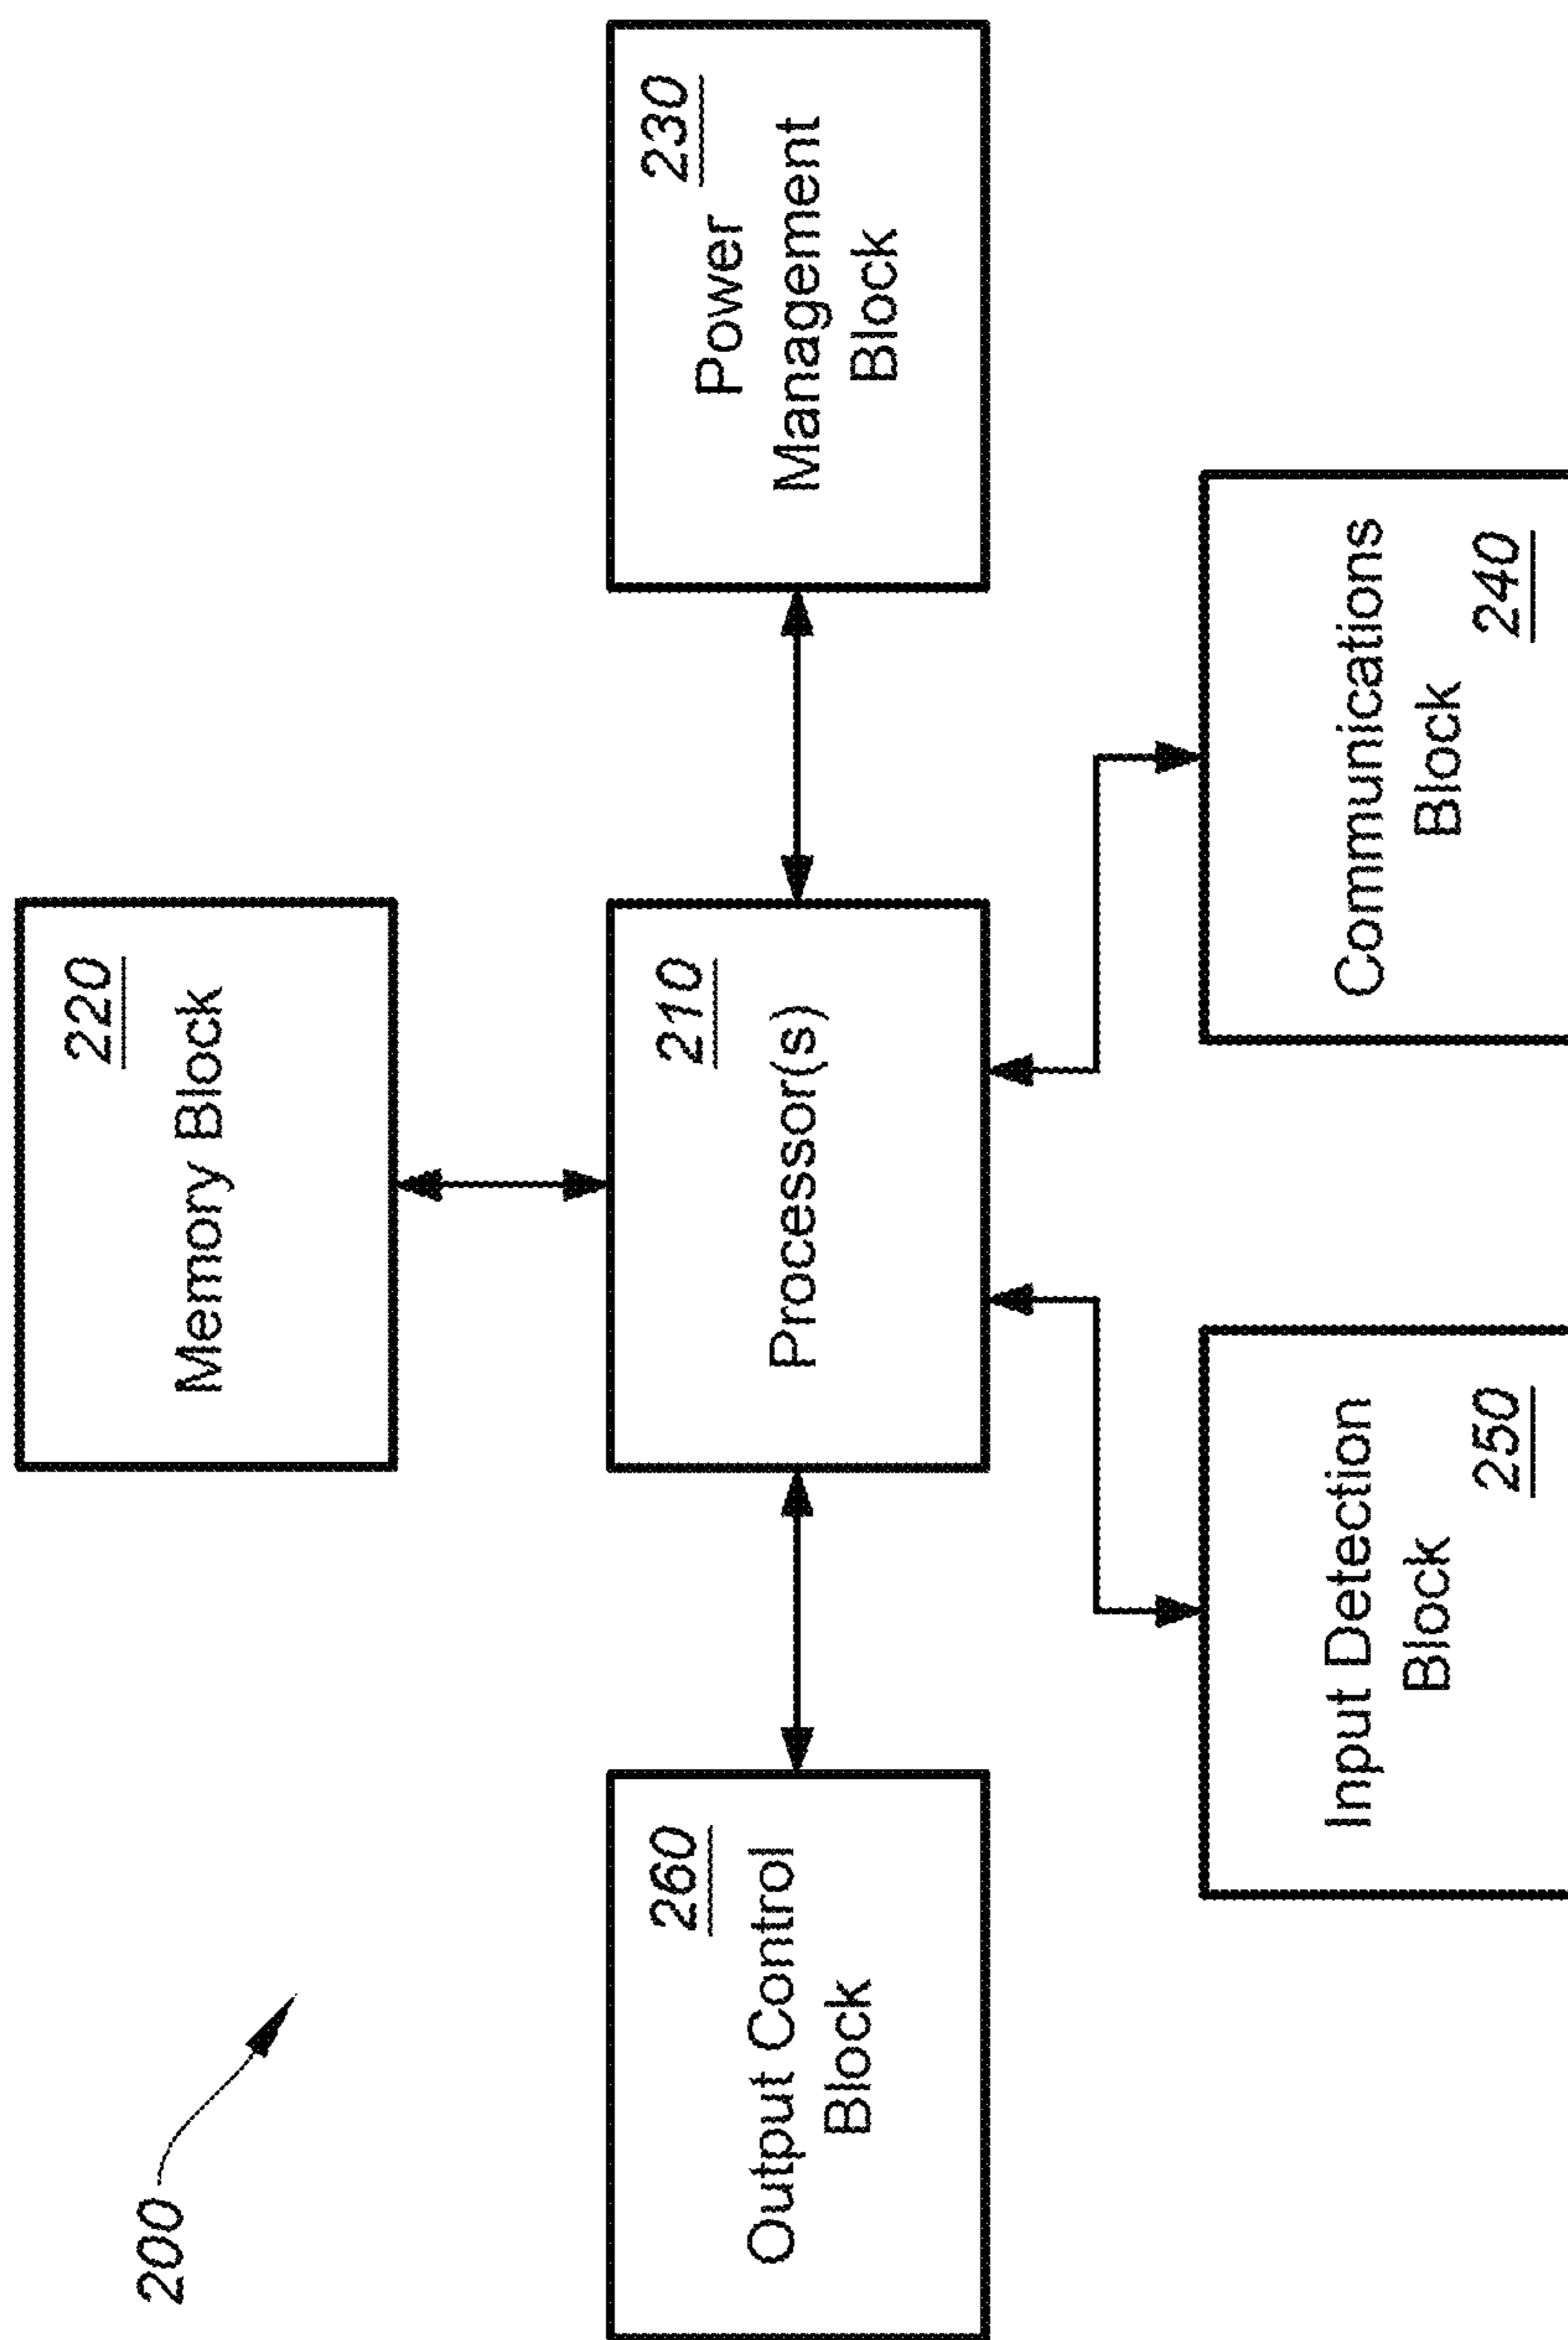 200
220
Memory Block
260
Output Control
Block
210
Processor(s)
230
Power
Management
Block
Input Detection
Block
250
Communications
Block
240